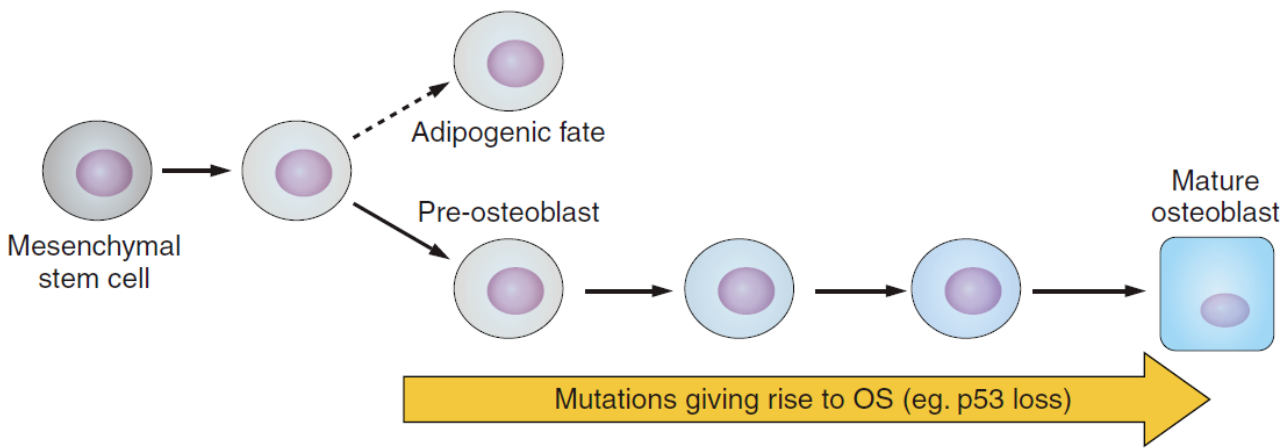 Adipogenic fate
Mesenchymal
stem cell
Pre-osteoblast
Mature
osteoblast
Mutations giving rise to OS (eg. p53 loss)